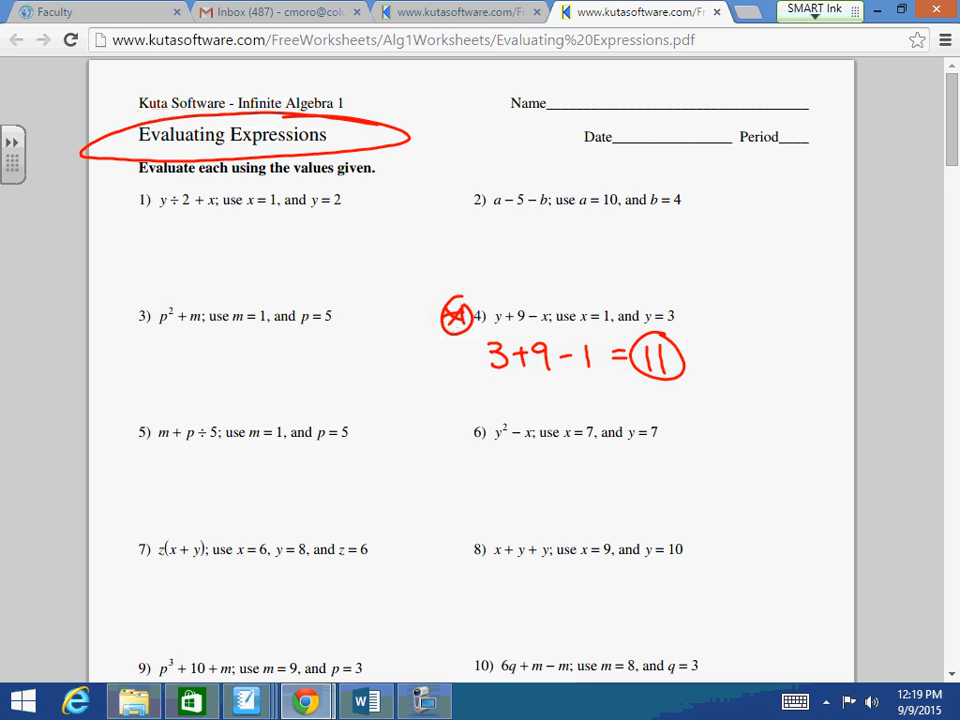 Faculty
Inbox (487) - cmoro@colo
www.kutasoftware.com/Fr
www.kutasoftware.com/Fr
SMART Ink
www.kutasoftware.com/FreeWorksheets/Alg1Worksheets/Evaluating%20Expressions.pdf
Kuta Software - Infinite Algebra 1
Name
Evaluating Expressions
Date Period
Evaluate each using the values given.
1) y ÷ 2 + x; use x = 1, and y = 2
2) a − 5 − b; use a = 10, and b = 4
3) p² + m; use m = 1, and p = 5
4) y + 9 − x; use x = 1, and y = 3
3 + 9 − 1 = 11
5) m + p ÷ 5; use m = 1, and p = 5
6) y² − x; use x = 7, and y = 7
7) z(x + y); use x = 6, y = 8, and z = 6
8) x + y + y; use x = 9, and y = 10
9) p³ + 10 + m; use m = 9, and p = 3
10) 6q + m − m; use m = 8, and q = 3
12:19 PM
9/9/2015